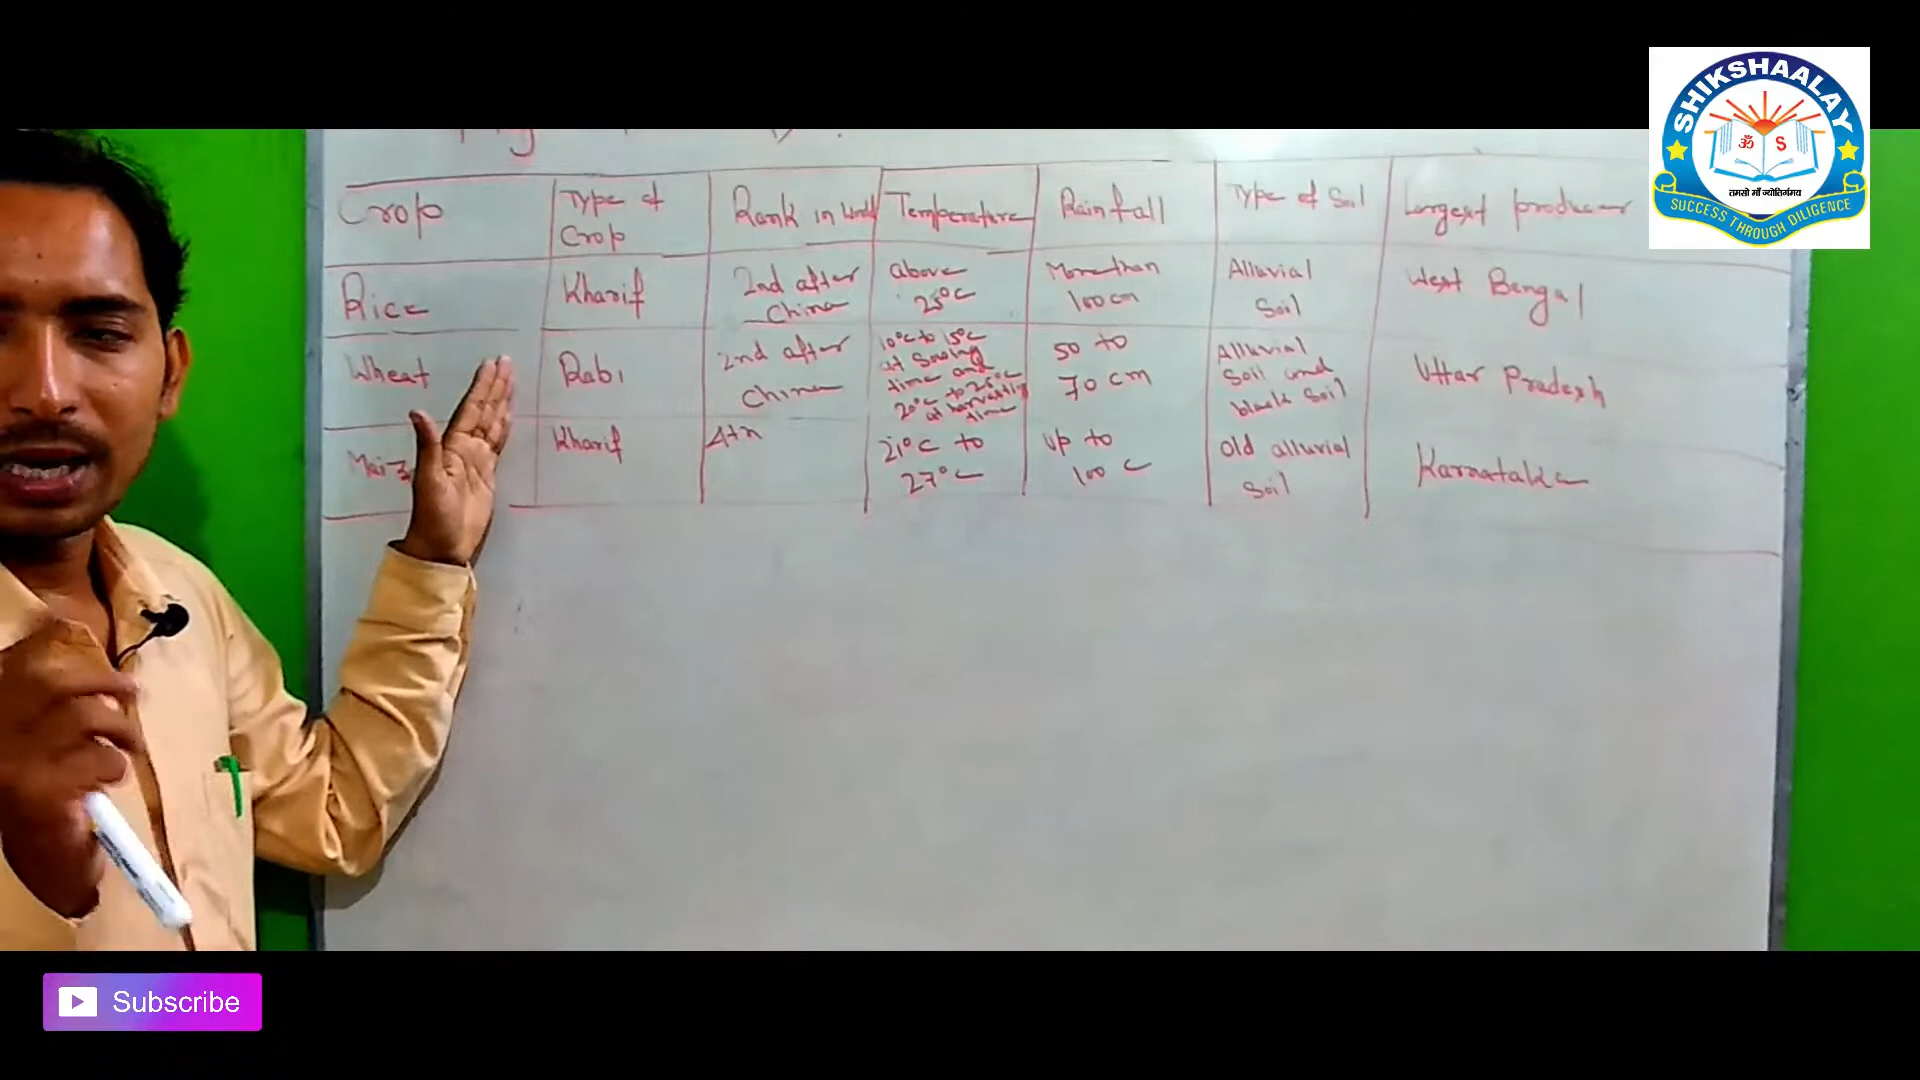 SHIKSHAALAY
ॐ S
तमसो माँ ज्योतिर्गमय
SUCCESS THROUGH DILIGENCE
Crop
Type of
Crop
Rank in
Temperature
Rainfall
Type of Soil
Largest producer
Rice
Kharif
2nd after
China
above
25°C
More than
100 cm
Alluvial
Soil
West Bengal
Wheat
Rabi
2nd after
China
10°C to 15°C
at Sowing
time and
20°C to 25°C
at harvesting
time
50 to
70 cm
Alluvial
Soil and
black Soil
Uttar Pradesh
Kharif
4th
21°C to
27°C
up to
100 C
Old alluvial
Soil
Karnataka
Subscribe